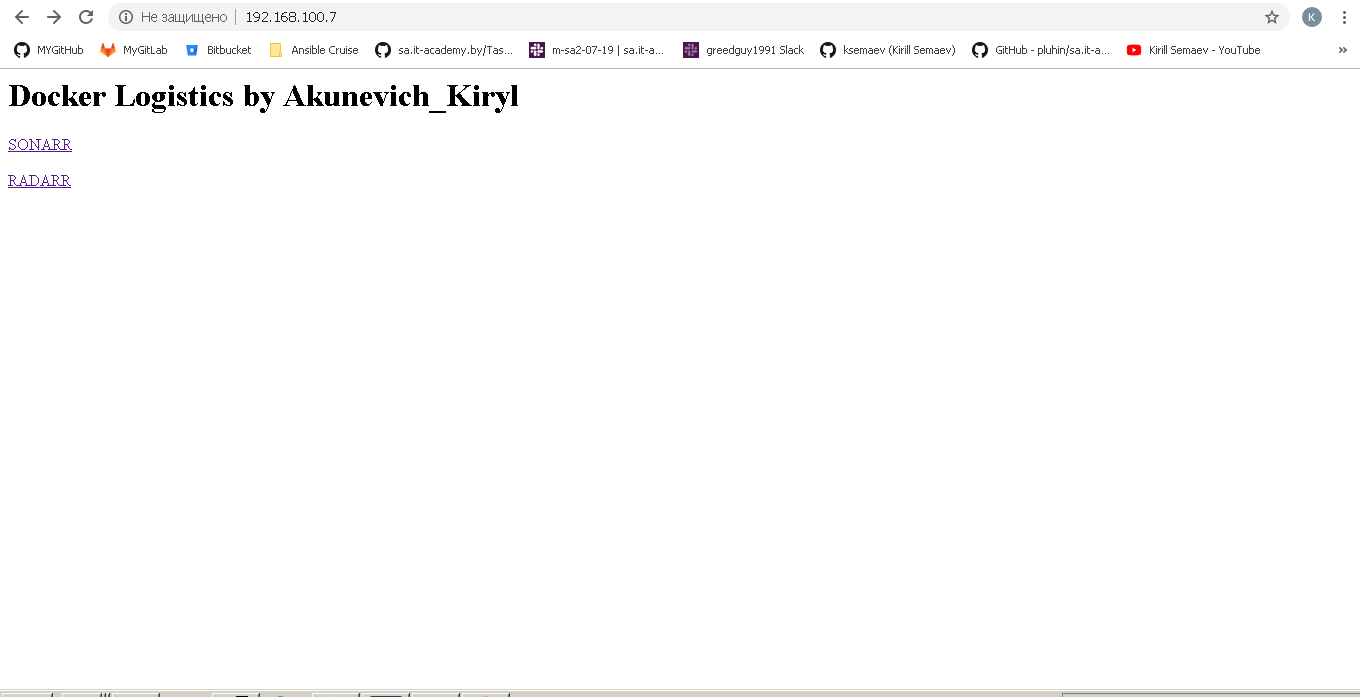 Не защищено 192.168.100.7
K
MYGitHub MyGitLab Bitbucket Ansible Cruise sa.it-academy.by/Tas... m-sa2-07-19 | sa.it-a... greedguy1991 Slack ksemaev (Kirill Semaev) GitHub - pluhin/sa.it-a... Kirill Semaev - YouTube »
Docker Logistics by Akunevich_Kiryl
SONARR
RADARR